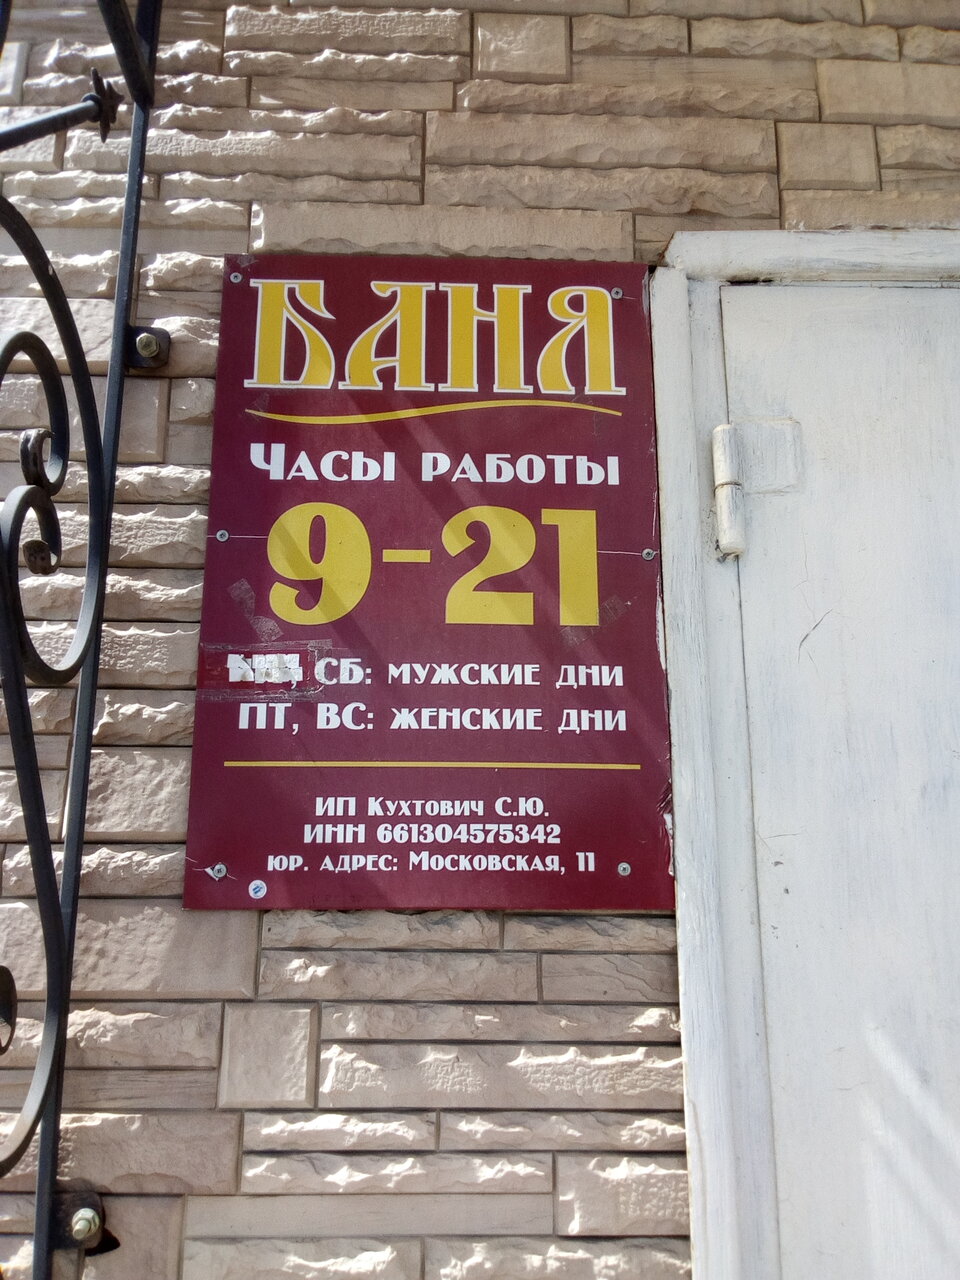 БАНЯ
Часы работы
9-21
СБ: мужские дни
ПТ, ВС: женские дни
ИП Кухтович С.Ю.
ИНН 661304575342
юр. адрес: Московская, 11